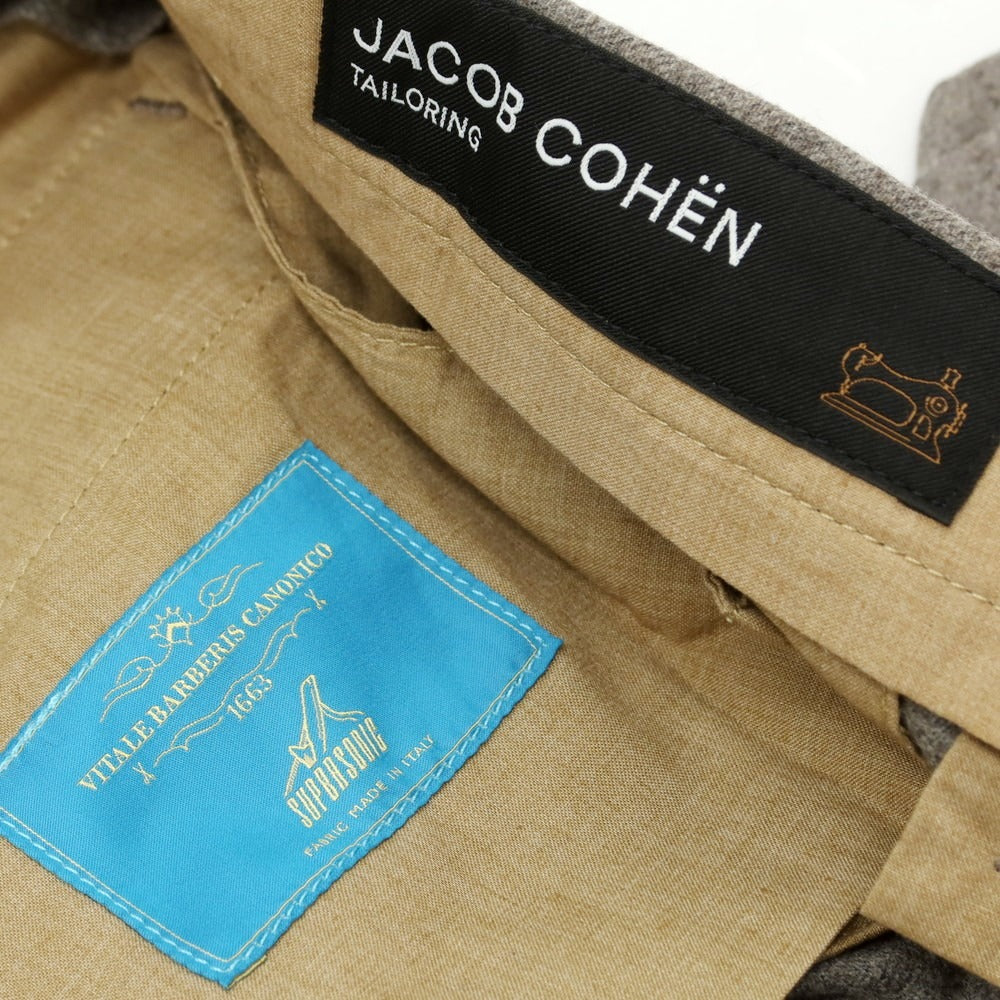 JACOB COHËN
TAILORING
VITALE BARBERIS CANONICO
1663
SUPERSONIC
FABRIC MADE IN ITALY